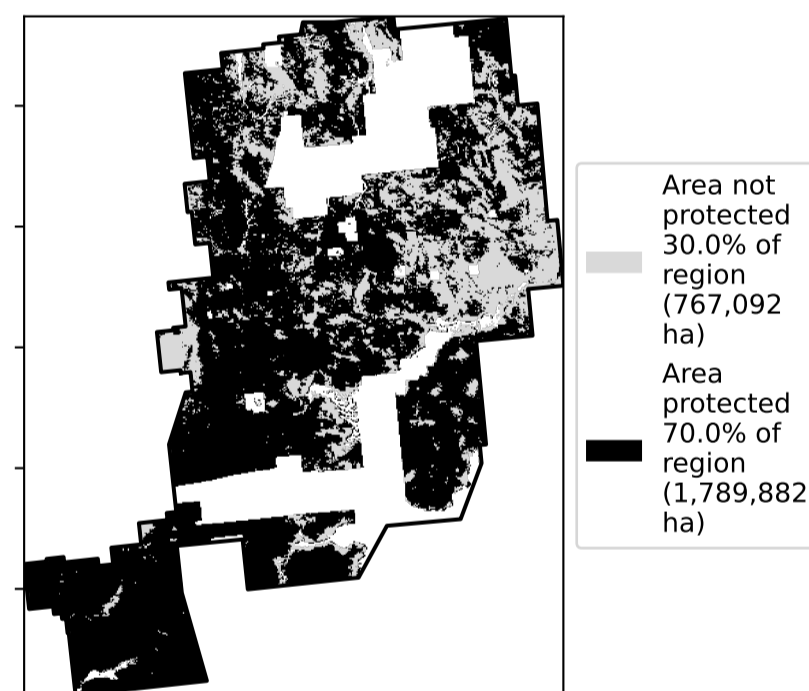 Area not
protected
30.0% of
region
(767,092
ha)
Area
protected
70.0% of
region
(1,789,882
ha)